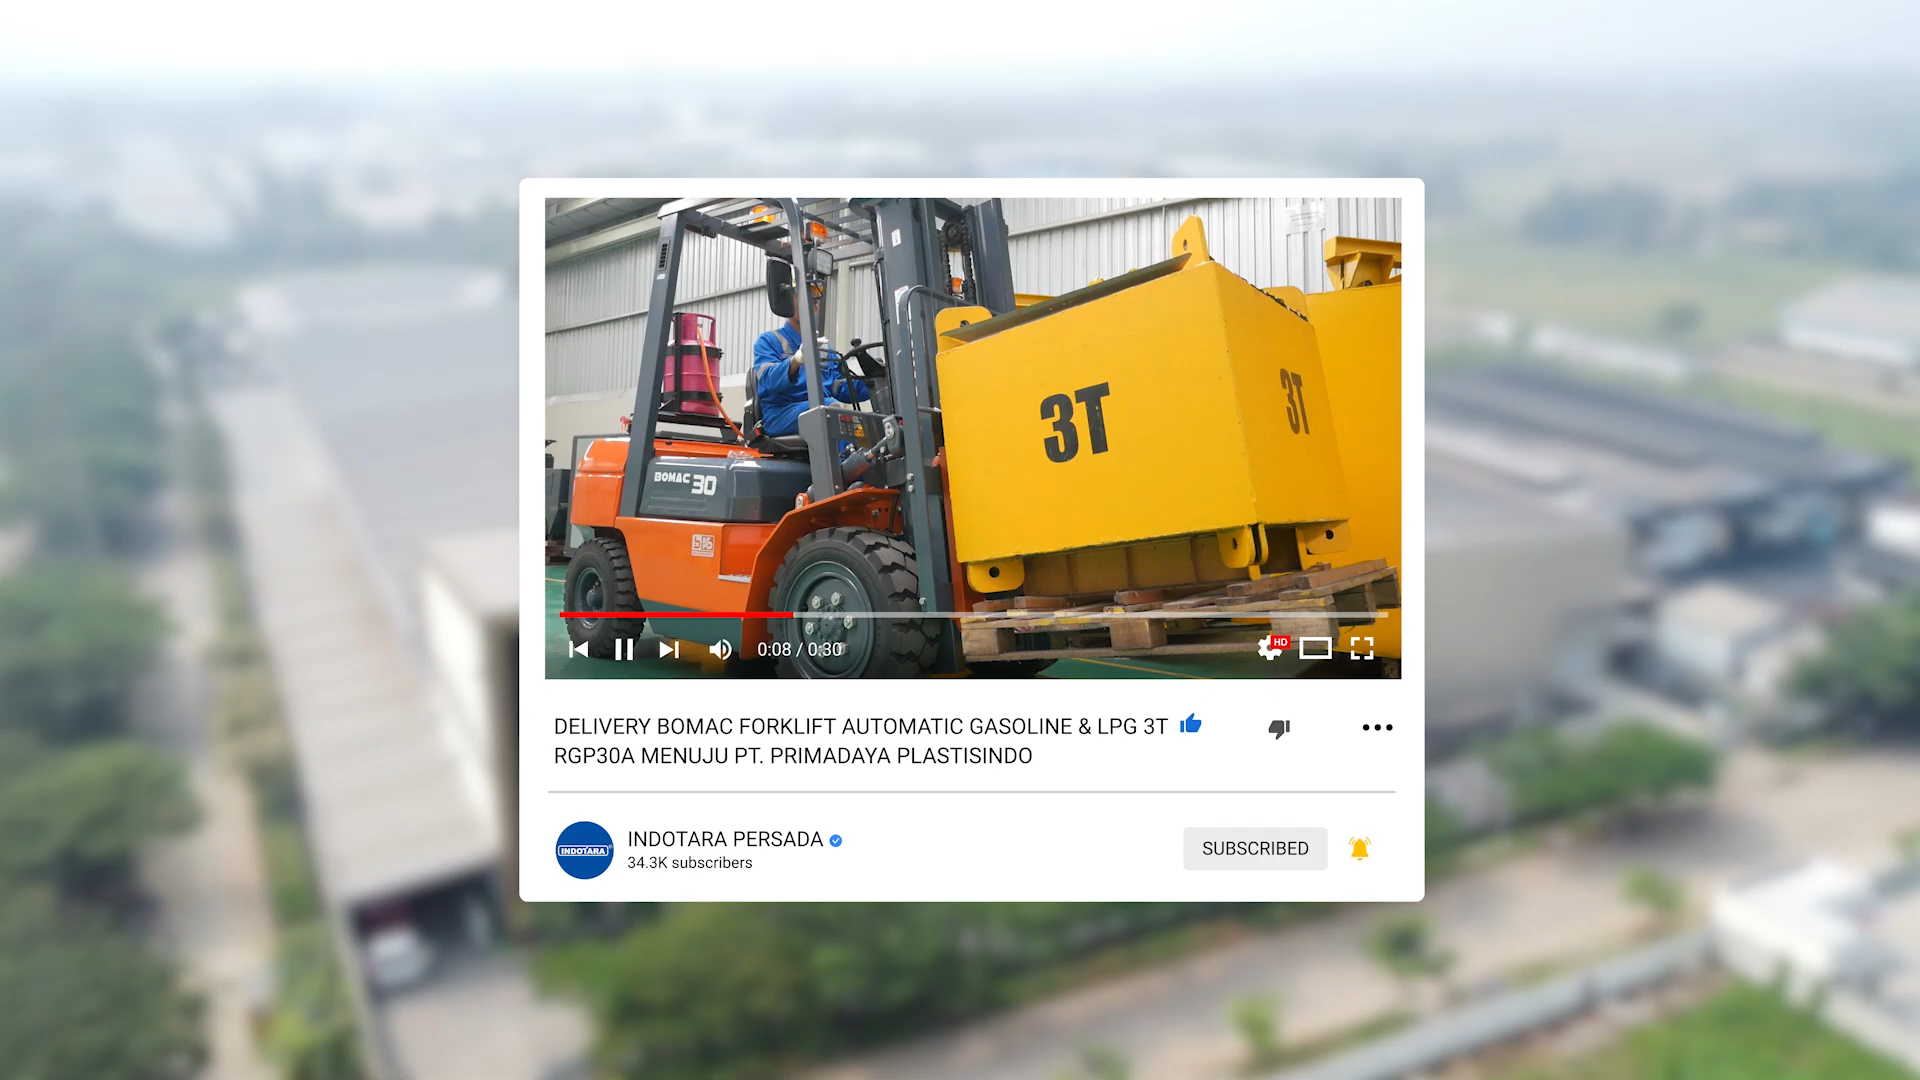 3T
3T
BOMAC 30
HD
0:08 / 0:30
DELIVERY BOMAC FORKLIFT AUTOMATIC GASOLINE & LPG 3T
RGP30A MENUJU PT. PRIMADAYA PLASTISINDO
INDOTARA
INDOTARA PERSADA
34.3K subscribers
SUBSCRIBED